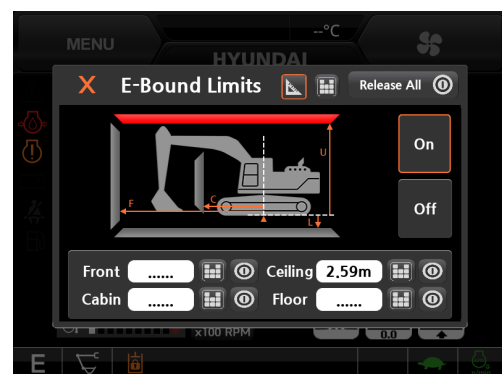 --°C
MENU
HYUNDAI
X E-Bound Limits Release All
U
On
F C
L
Off
Front ...... Ceiling 2.59m
Cabin ...... Floor ......
x100 RPM 0.0
E C